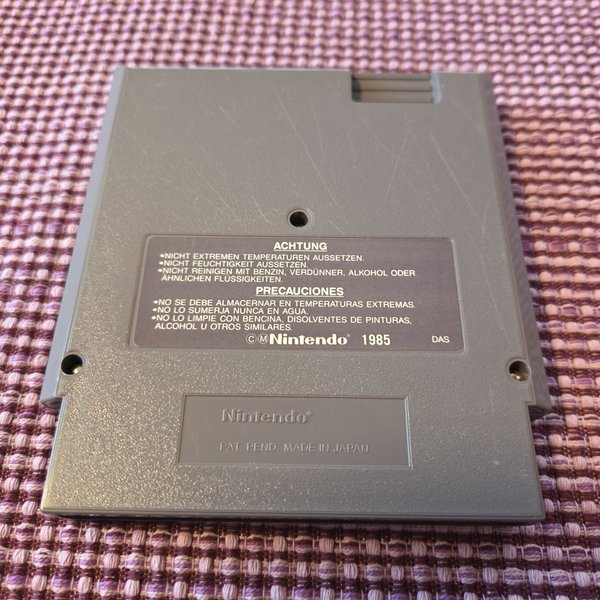 ACHTUNG
*NICHT EXTREMEN TEMPERATUREN AUSSETZEN.
*NICHT FEUCHTIGKEIT AUSSETZEN.
*NICHT REINIGEN MIT BENZIN, VERDÜNNER, ALKOHOL ODER
ÄHNLICHEN FLÜSSIGKEITEN.
PRECAUCIONES
*NO SE DEBE ALMACERNAR EN TEMPERATURAS EXTREMAS.
*NO LO SUMERJA NUNCA EN AGUA.
*NO LO LIMPIE CON BENCINA, DISOLVENTES DE PINTURAS,
ALCOHOL U OTROS SIMILARES.
ⒸⓂNintendo® 1985 DAS
Nintendo®
PAT. PEND. MADE IN JAPAN